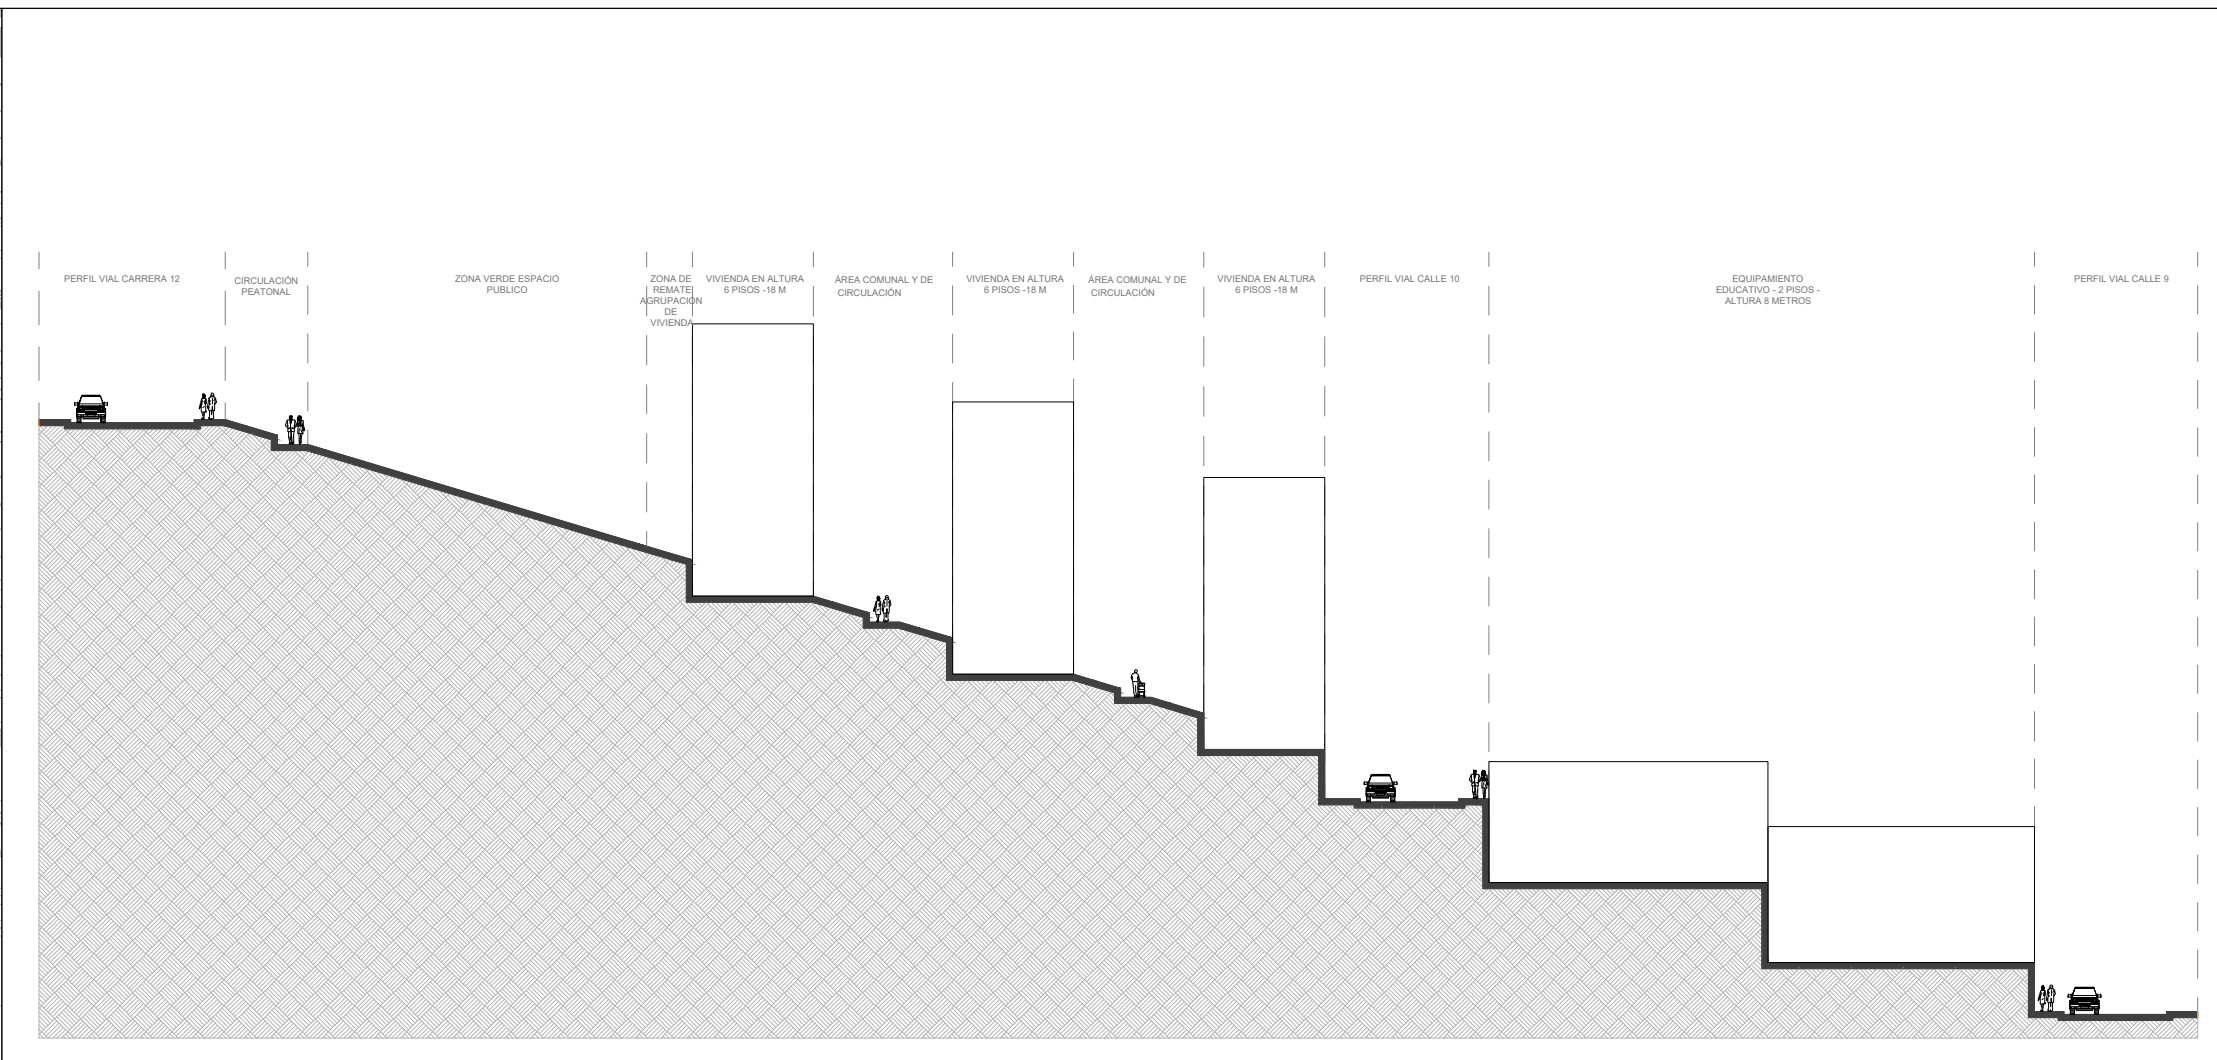 PERFIL VIAL CARRERA 12
CIRCULACIÓN
PEATONAL
ZONA VERDE ESPACIO
PUBLICO
ZONA DE
REMATE
AGRUPACION
DE
VIVIENDA
VIVIENDA EN ALTURA
6 PISOS -18 M
ÁREA COMUNAL Y DE
CIRCULACIÓN
VIVIENDA EN ALTURA
6 PISOS -18 M
ÁREA COMUNAL Y DE
CIRCULACIÓN
VIVIENDA EN ALTURA
6 PISOS -18 M
PERFIL VIAL CALLE 10
EQUIPAMIENTO
EDUCATIVO - 2 PISOS -
ALTURA 8 METROS
PERFIL VIAL CALLE 9